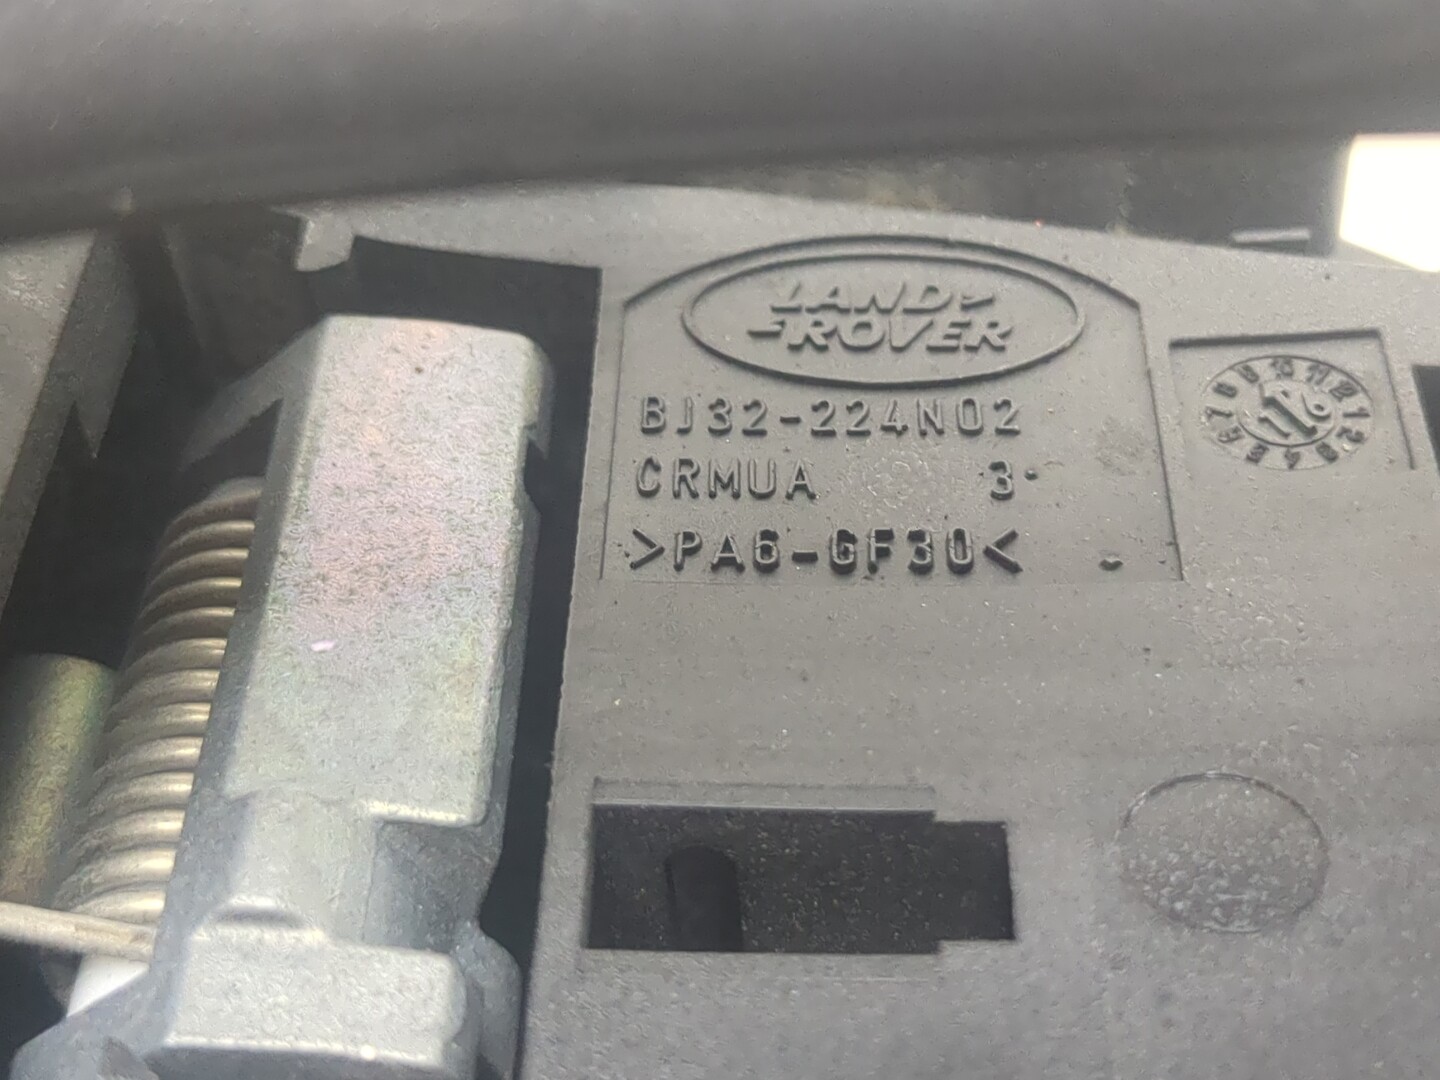 LAND
ROVER
BJ32-224N02
CRMUA 3
>PA6-GF30<